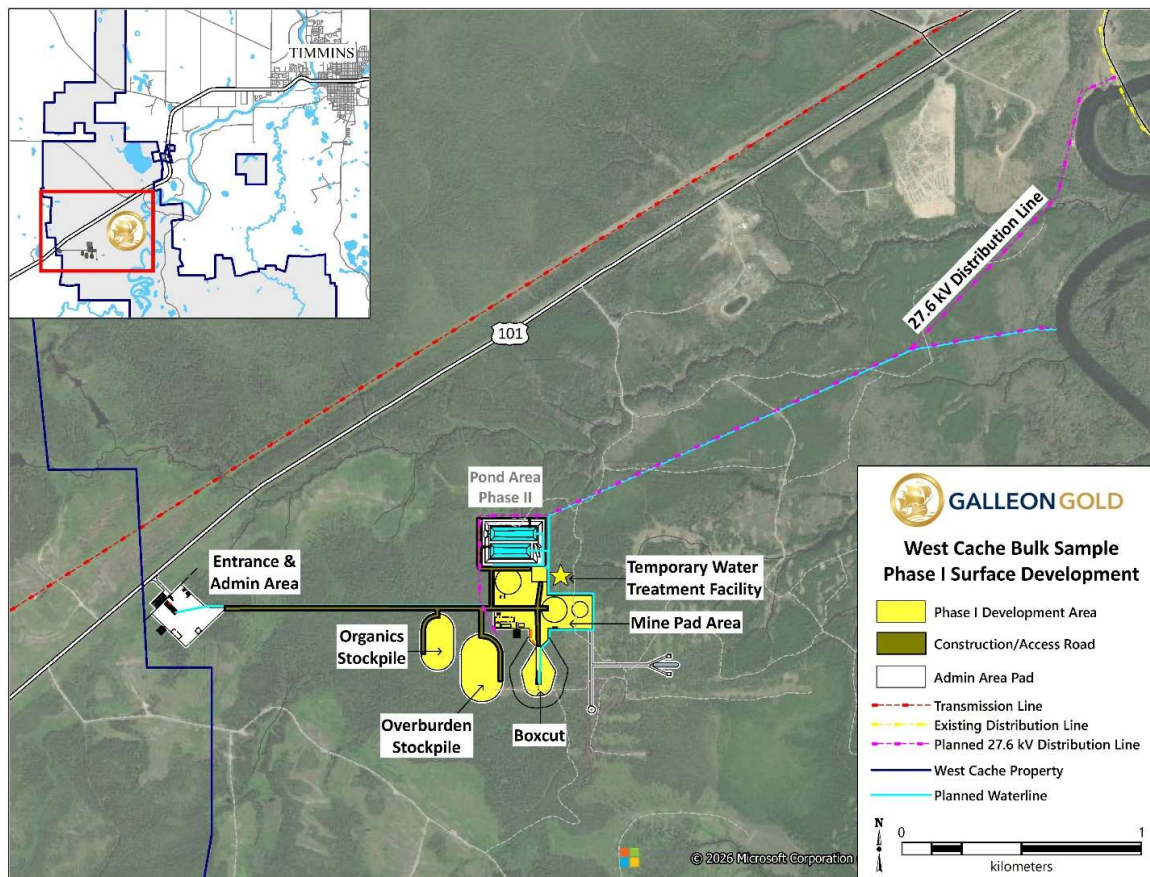 TIMMINS
101
27.6 kV Distribution Line
Pond Area
Phase II
Entrance &
Admin Area
Temporary Water
Treatment Facility
Mine Pad Area
Organics
Stockpile
Overburden
Stockpile
Boxcut
GALLEON GOLD
West Cache Bulk Sample
Phase I Surface Development
Phase I Development Area
Construction/Access Road
Admin Area Pad
Transmission Line
Existing Distribution Line
Planned 27.6 kV Distribution Line
West Cache Property
Planned Waterline
N
0 1
kilometers
© 2026 Microsoft Corporation